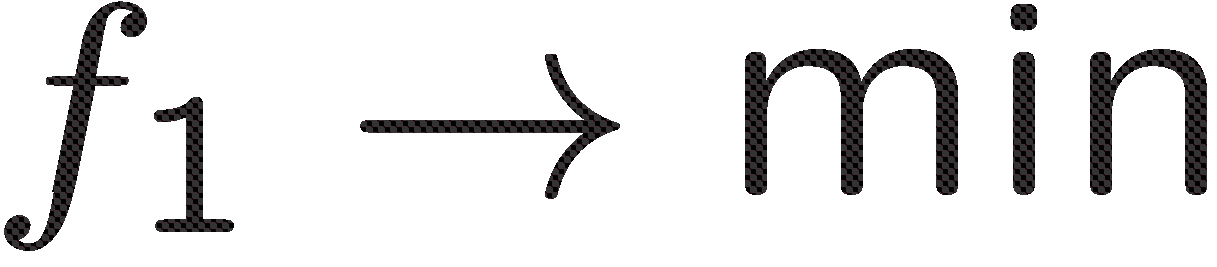 f₁ → min